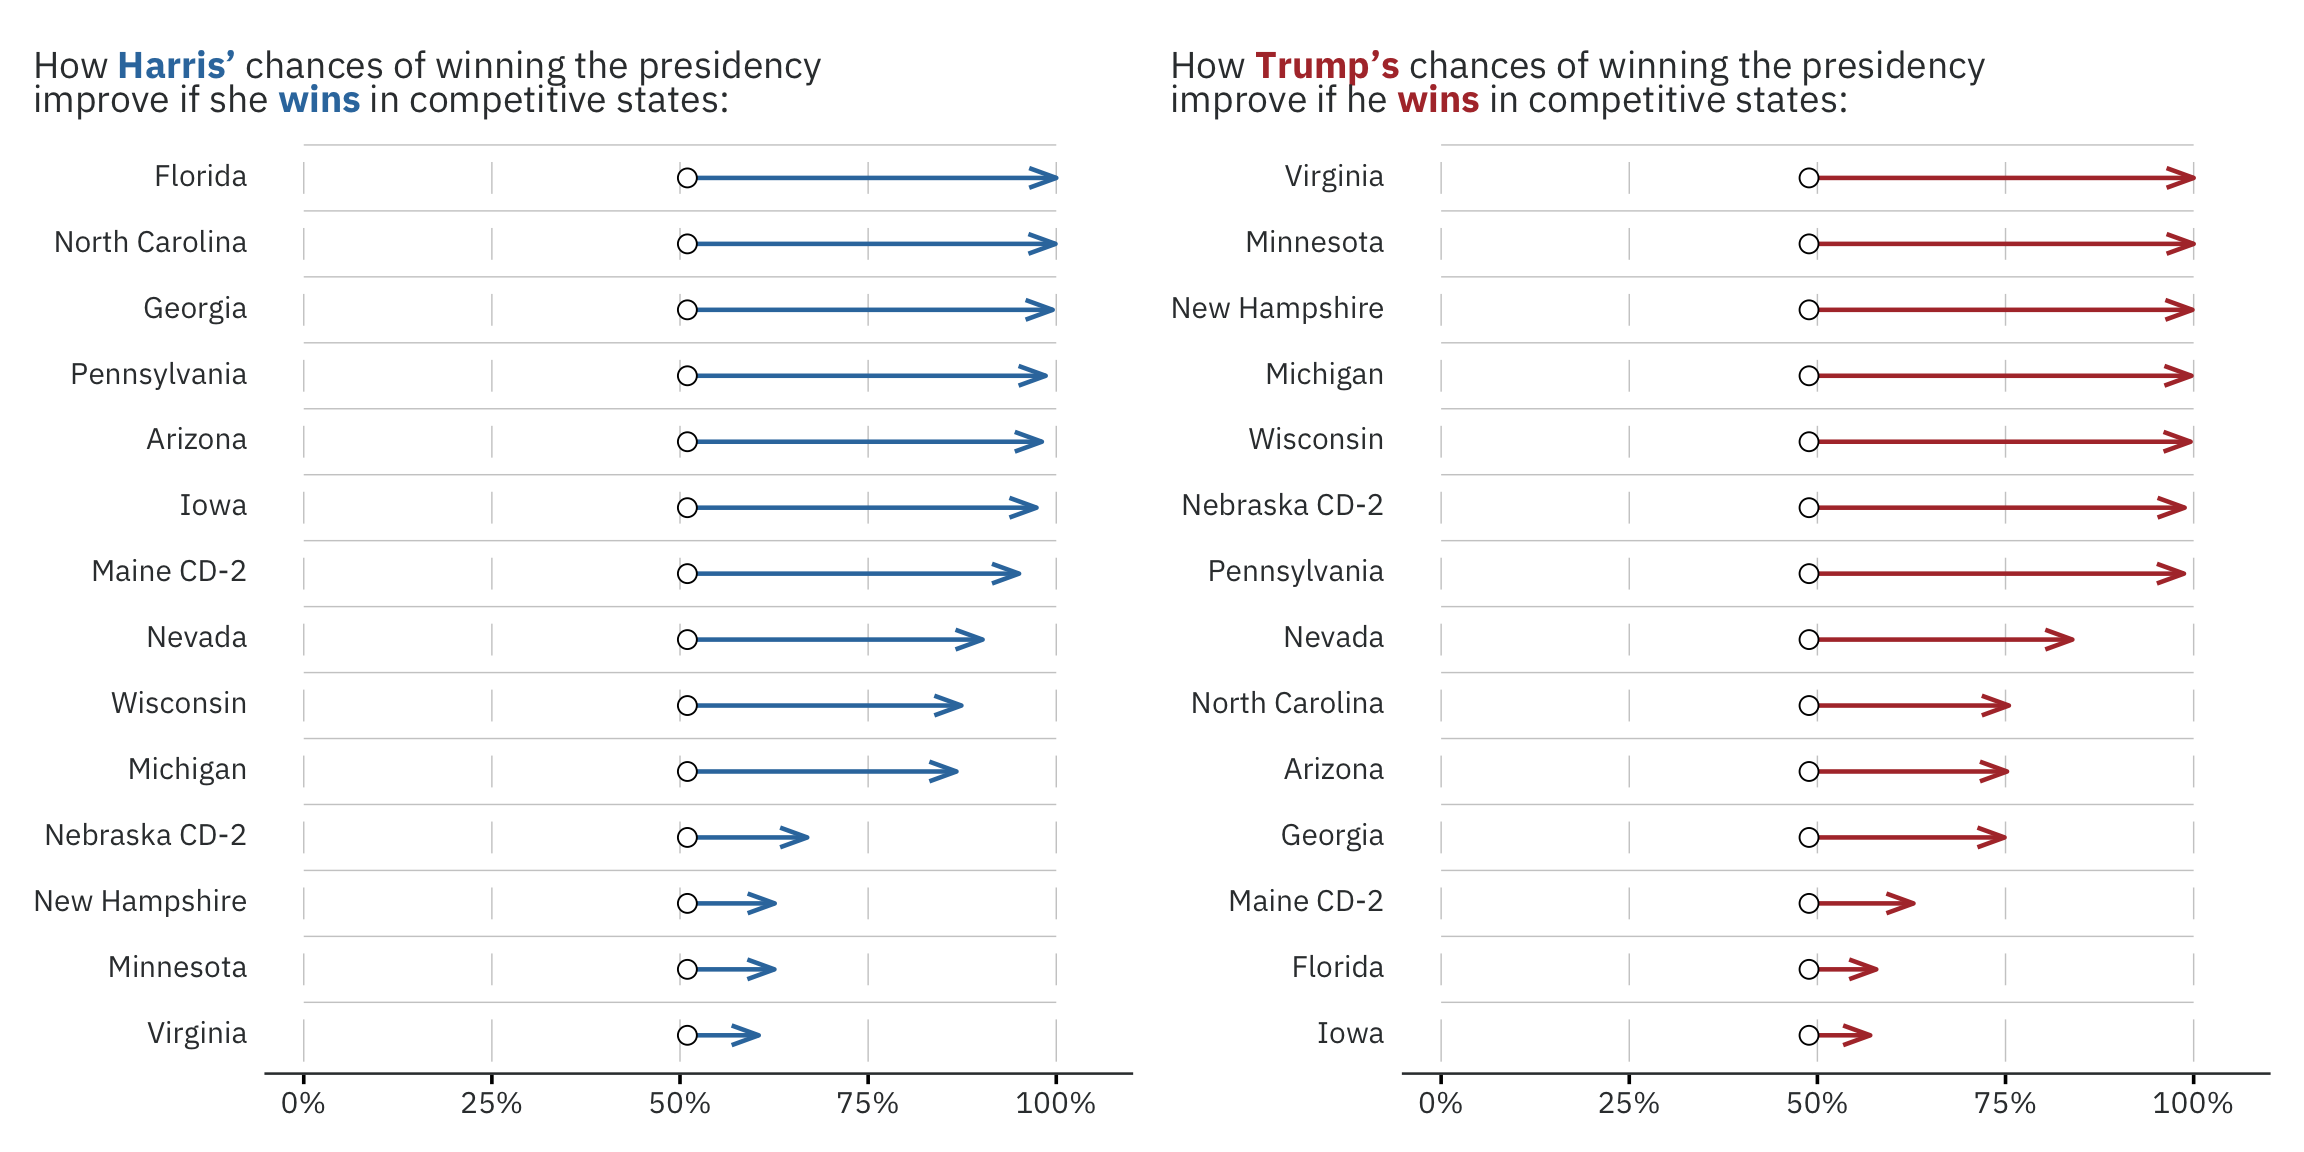 How Harris’ chances of winning the presidency
improve if she wins in competitive states:
Florida
North Carolina
Georgia
Pennsylvania
Arizona
Iowa
Maine CD-2
Nevada
Wisconsin
Michigan
Nebraska CD-2
New Hampshire
Minnesota
Virginia
0% 25% 50% 75% 100%
How Trump’s chances of winning the presidency
improve if he wins in competitive states:
Virginia
Minnesota
New Hampshire
Michigan
Wisconsin
Nebraska CD-2
Pennsylvania
Nevada
North Carolina
Arizona
Georgia
Maine CD-2
Florida
Iowa
0% 25% 50% 75% 100%